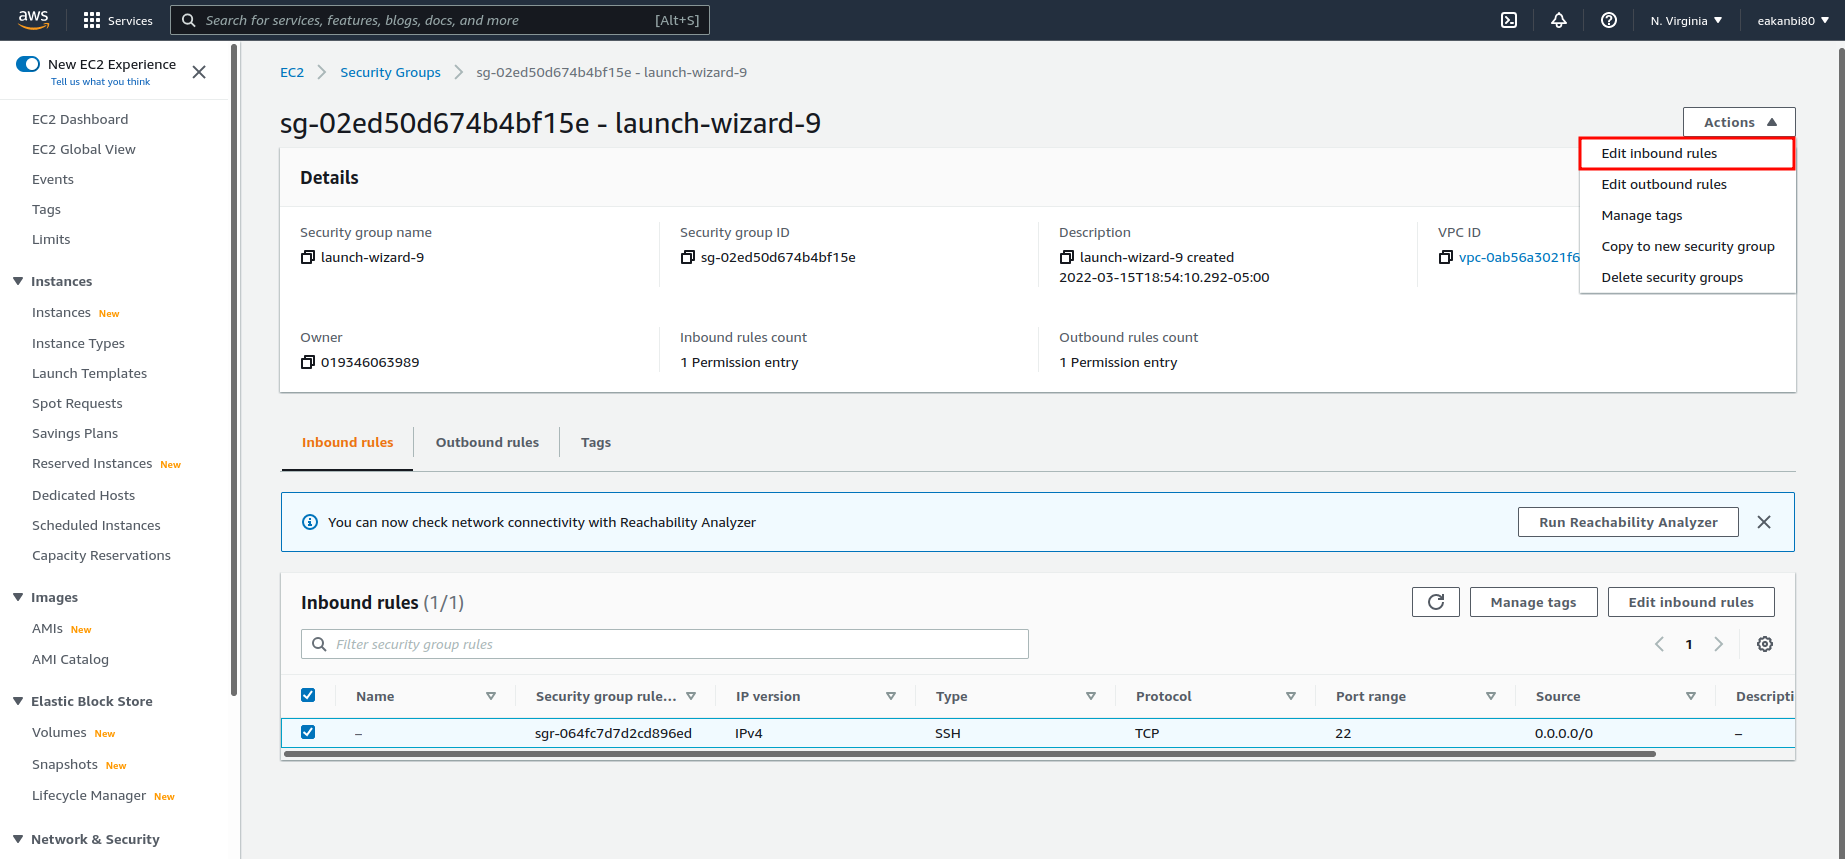 aws Services Search for services, features, blogs, docs, and more [Alt+S] N. Virginia eakanbi80
New EC2 Experience
Tell us what you think
EC2 Dashboard
EC2 Global View
Events
Tags
Limits
Instances
Instances New
Instance Types
Launch Templates
Spot Requests
Savings Plans
Reserved Instances New
Dedicated Hosts
Scheduled Instances
Capacity Reservations
Images
AMIs New
AMI Catalog
Elastic Block Store
Volumes New
Snapshots New
Lifecycle Manager New
Network & Security
EC2 Security Groups sg-02ed50d674b4bf15e - launch-wizard-9
sg-02ed50d674b4bf15e - launch-wizard-9
Actions
Edit inbound rules
Edit outbound rules
Manage tags
Copy to new security group
Delete security groups
Details
Security group name
launch-wizard-9
Security group ID
sg-02ed50d674b4bf15e
Description
launch-wizard-9 created
2022-03-15T18:54:10.292-05:00
VPC ID
vpc-0ab56a3021f6
Owner
019346063989
Inbound rules count
1 Permission entry
Outbound rules count
1 Permission entry
Inbound rules Outbound rules Tags
You can now check network connectivity with Reachability Analyzer Run Reachability Analyzer
Inbound rules (1/1) Manage tags Edit inbound rules
Filter security group rules 1
Name Security group rule... IP version Type Protocol Port range Source Descripti
– sgr-064fc7d7d2cd896ed IPv4 SSH TCP 22 0.0.0.0/0 –